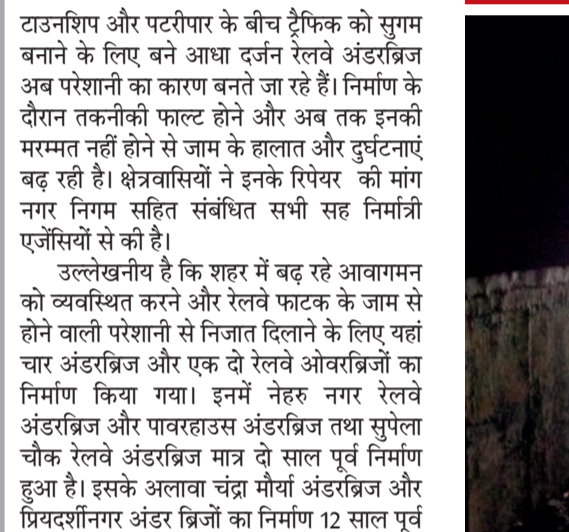 टाउनशिप और पटरीपार के बीच ट्रैफिक को सुगम
बनाने के लिए बने आधा दर्जन रेलवे अंडरब्रिज
अब परेशानी का कारण बनते जा रहे हैं। निर्माण के
दौरान तकनीकी फाल्ट होने और अब तक इनकी
मरम्मत नहीं होने से जाम के हालात और दुर्घटनाएं
बढ़ रही है। क्षेत्रवासियों ने इनके रिपेयर की मांग
नगर निगम सहित संबंधित सभी सह निर्मात्री
एजेंसियों से की है।
उल्लेखनीय है कि शहर में बढ़ रहे आवागमन
को व्यवस्थित करने और रेलवे फाटक के जाम से
होने वाली परेशानी से निजात दिलाने के लिए यहां
चार अंडरब्रिज और एक दो रेलवे ओवरब्रिजों का
निर्माण किया गया। इनमें नेहरु नगर रेलवे
अंडरब्रिज और पावरहाउस अंडरब्रिज तथा सुपेला
चौक रेलवे अंडरब्रिज मात्र दो साल पूर्व निर्माण
हुआ है। इसके अलावा चंद्रा मौर्या अंडरब्रिज और
प्रियदर्शीनगर अंडर ब्रिजों का निर्माण 12 साल पूर्व